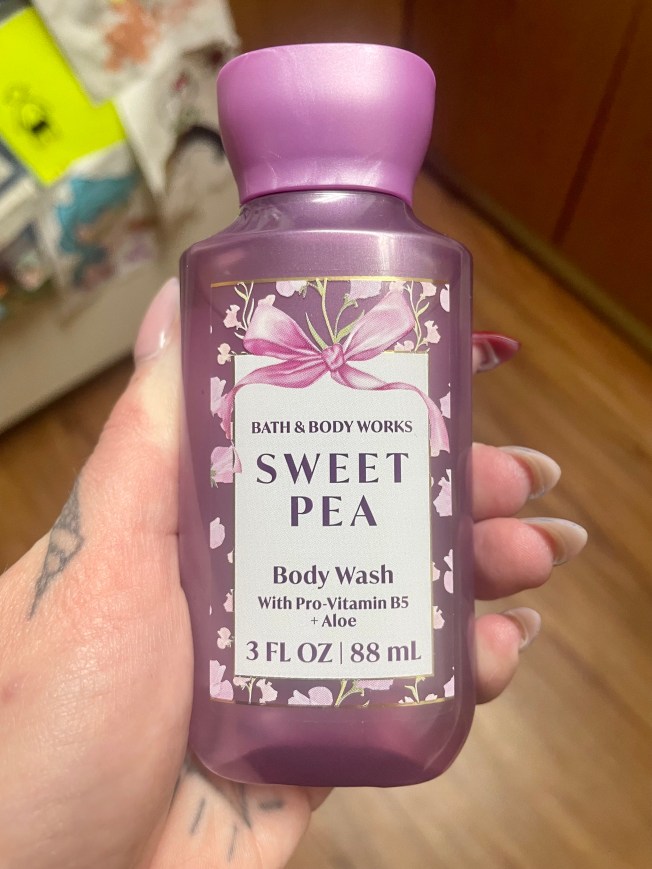 BATH & BODY WORKS
SWEET
PEA
Body Wash
With Pro-Vitamin B5
+ Aloe
3 FL OZ | 88 mL